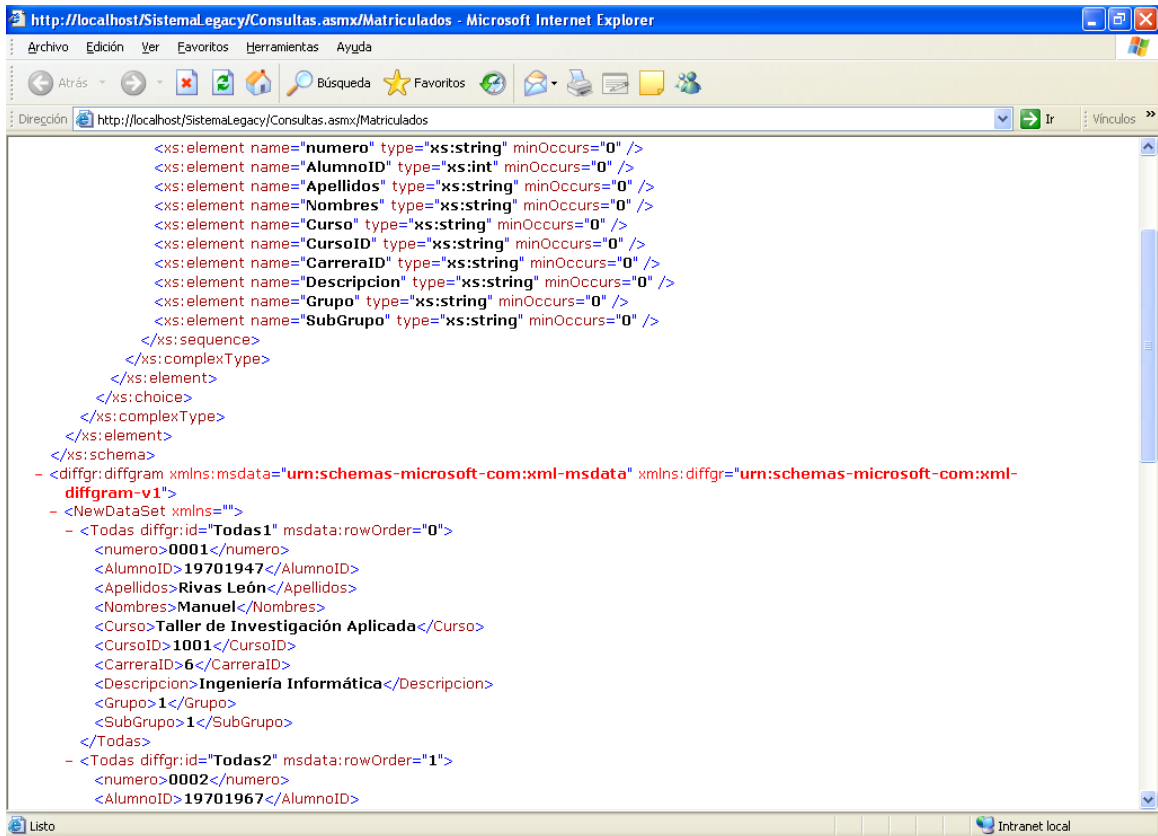 http://localhost/SistemaLegacy/Consultas.asmx/Matriculados - Microsoft Internet Explorer
Archivo Edición Ver Favoritos Herramientas Ayuda
Atrás Búsqueda Favoritos
Dirección http://localhost/SistemaLegacy/Consultas.asmx/Matriculados Ir Vínculos »
<xs:element name="numero" type="xs:string" minOccurs="0" />
<xs:element name="AlumnoID" type="xs:int" minOccurs="0" />
<xs:element name="Apellidos" type="xs:string" minOccurs="0" />
<xs:element name="Nombres" type="xs:string" minOccurs="0" />
<xs:element name="Curso" type="xs:string" minOccurs="0" />
<xs:element name="CursoID" type="xs:string" minOccurs="0" />
<xs:element name="CarreraID" type="xs:string" minOccurs="0" />
<xs:element name="Descripcion" type="xs:string" minOccurs="0" />
<xs:element name="Grupo" type="xs:string" minOccurs="0" />
<xs:element name="SubGrupo" type="xs:string" minOccurs="0" />
</xs:sequence>
</xs:complexType>
</xs:element>
</xs:choice>
</xs:complexType>
</xs:element>
</xs:schema>
- <diffgr:diffgram xmlns:msdata="urn:schemas-microsoft-com:xml-msdata" xmlns:diffgr="urn:schemas-microsoft-com:xml-
diffgram-v1">
- <NewDataSet xmlns="">
- <Todas diffgr:id="Todas1" msdata:rowOrder="0">
<numero>0001</numero>
<AlumnoID>19701947</AlumnoID>
<Apellidos>Rivas León</Apellidos>
<Nombres>Manuel</Nombres>
<Curso>Taller de Investigación Aplicada</Curso>
<CursoID>1001</CursoID>
<CarreraID>6</CarreraID>
<Descripcion>Ingeniería Informática</Descripcion>
<Grupo>1</Grupo>
<SubGrupo>1</SubGrupo>
</Todas>
- <Todas diffgr:id="Todas2" msdata:rowOrder="1">
<numero>0002</numero>
<AlumnoID>19701967</AlumnoID>
Listo Intranet local